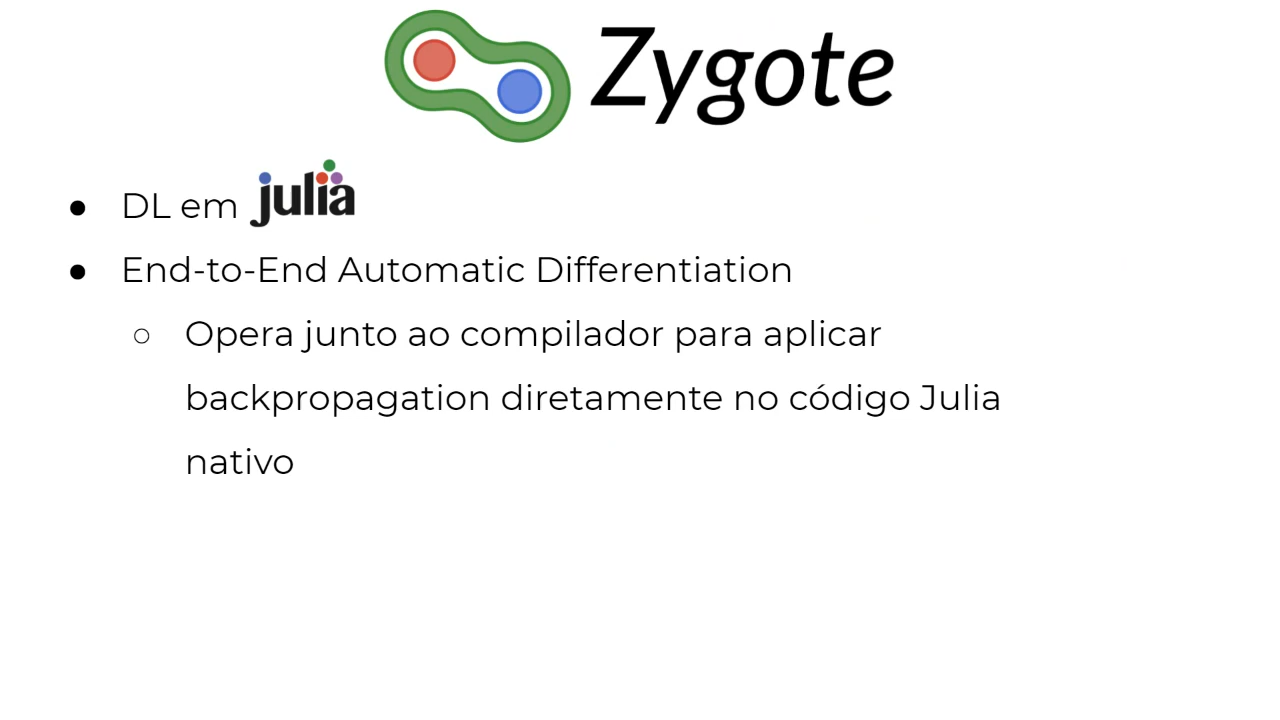 Zygote
● DL em julia
● End-to-End Automatic Differentiation
○ Opera junto ao compilador para aplicar
backpropagation diretamente no código Julia
nativo